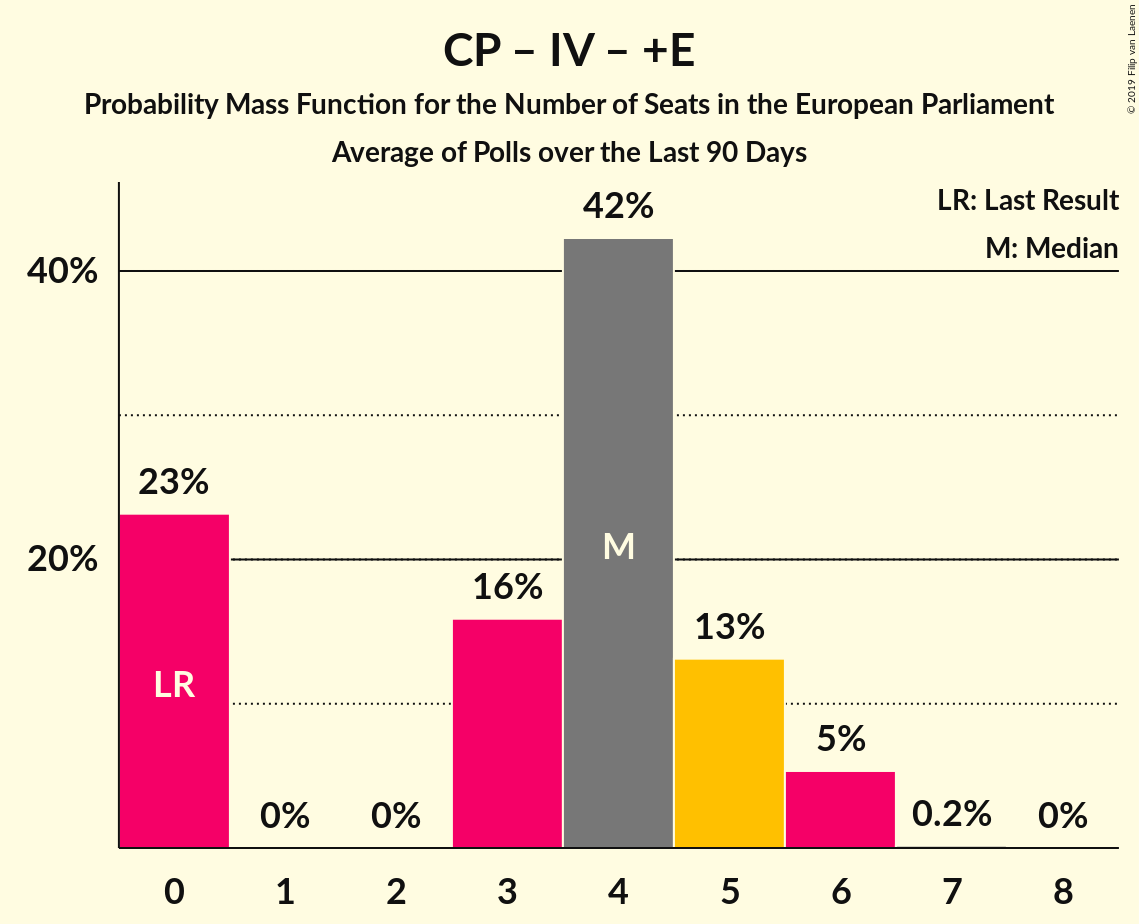 CP – IV – +E
Probability Mass Function for the Number of Seats in the European Parliament
Average of Polls over the Last 90 Days
© 2019 Filip van Laenen
LR: Last Result
M: Median
42%
40%
23%
M
20%
16%
13%
LR
5%
0%
0%
0.2%
0%
0 1 2 3 4 5 6 7 8